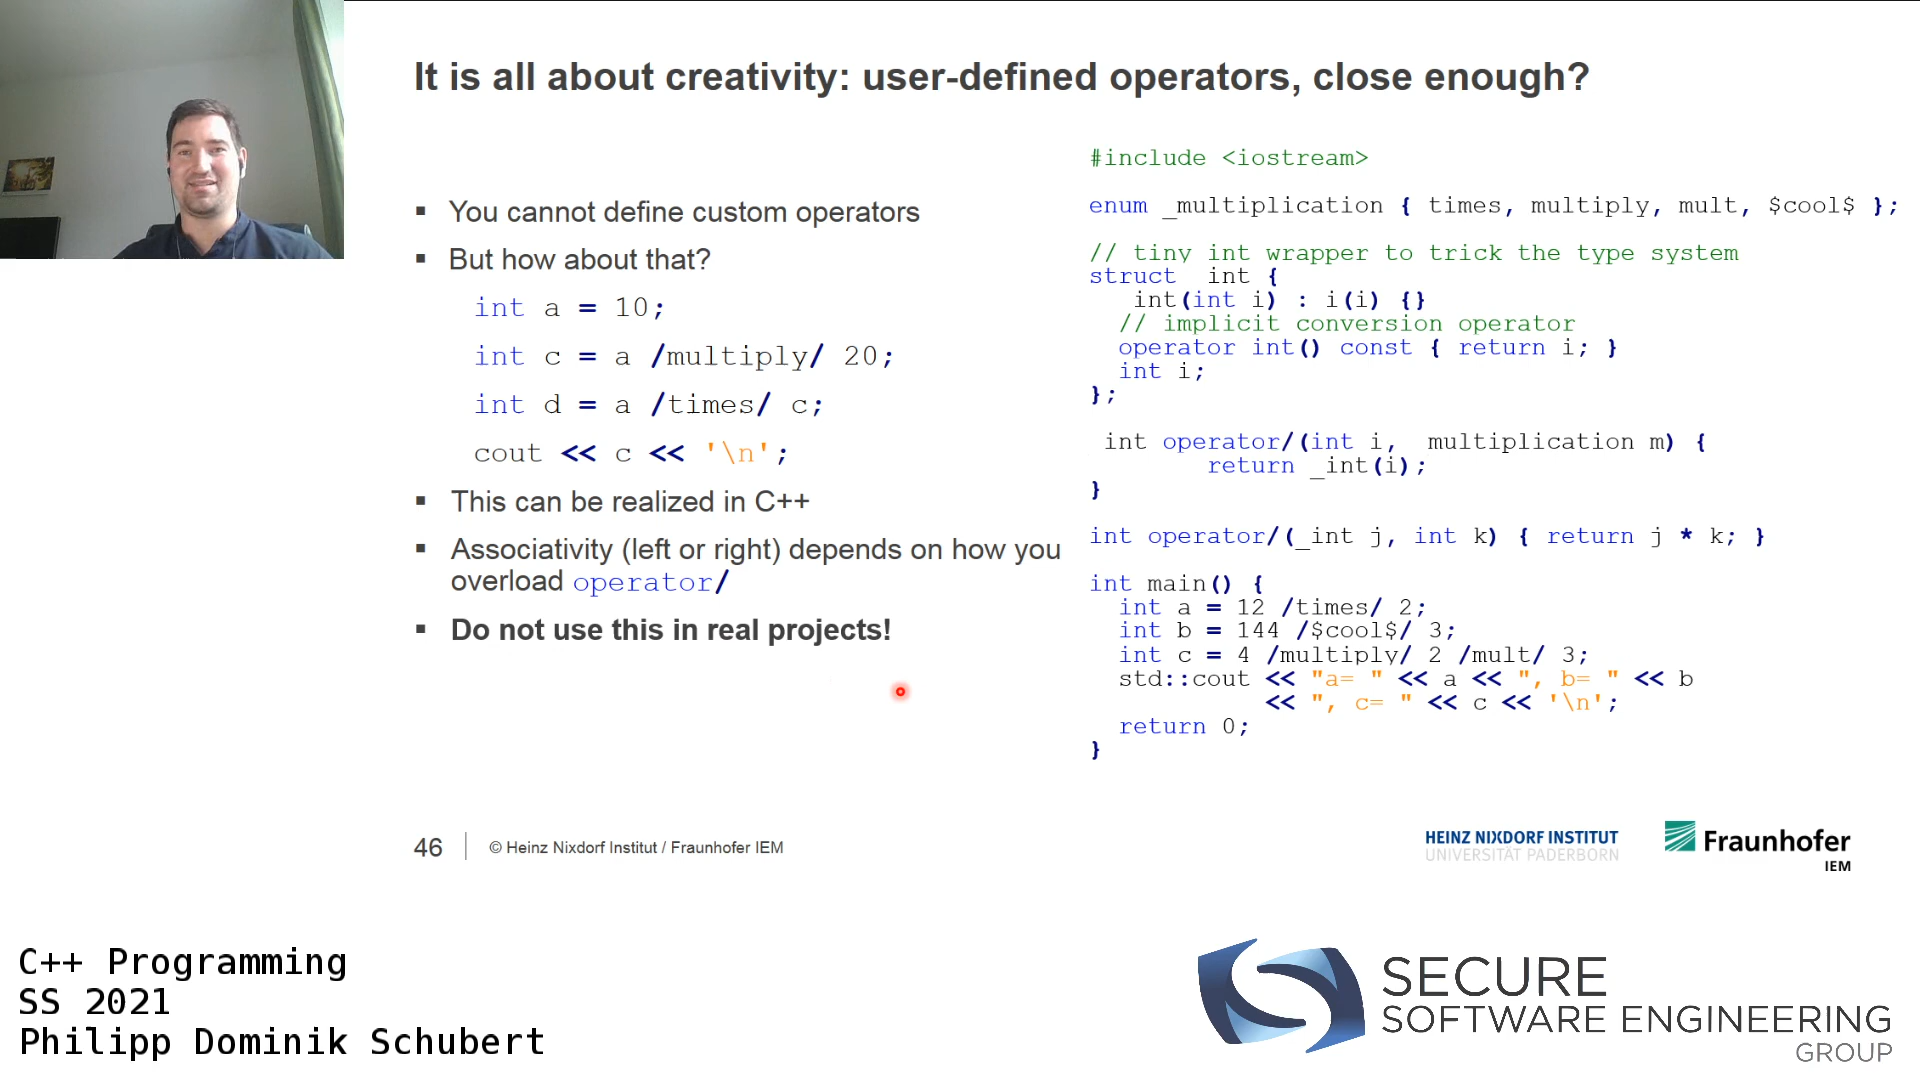 It is all about creativity: user-defined operators, close enough?
▪ You cannot define custom operators
▪ But how about that?
int a = 10;
int c = a /multiply/ 20;
int d = a /times/ c;
cout << c << '\n';
▪ This can be realized in C++
▪ Associativity (left or right) depends on how you
overload operator/
▪ Do not use this in real projects!
#include <iostream>
enum _multiplication { times, multiply, mult, $cool$ };
// tiny int wrapper to trick the type system
struct  int {
int(int i) : i(i) {}
// implicit conversion operator
operator int() const { return i; }
int i;
};
int operator/(int i,  multiplication m) {
return _int(i);
}
int operator/(_int j, int k) { return j * k; }
int main() {
int a = 12 /times/ 2;
int b = 144 /$cool$/ 3;
int c = 4 /multiply/ 2 /mult/ 3;
std::cout << "a= " << a << ", b= " << b
<< ", c= " << c << '\n';
return 0;
}
46
© Heinz Nixdorf Institut / Fraunhofer IEM
HEINZ NIXDORF INSTITUT
UNIVERSITÄT PADERBORN
Fraunhofer
IEM
C++ Programming
SS 2021
Philipp Dominik Schubert
SECURE
SOFTWARE ENGINEERING
GROUP